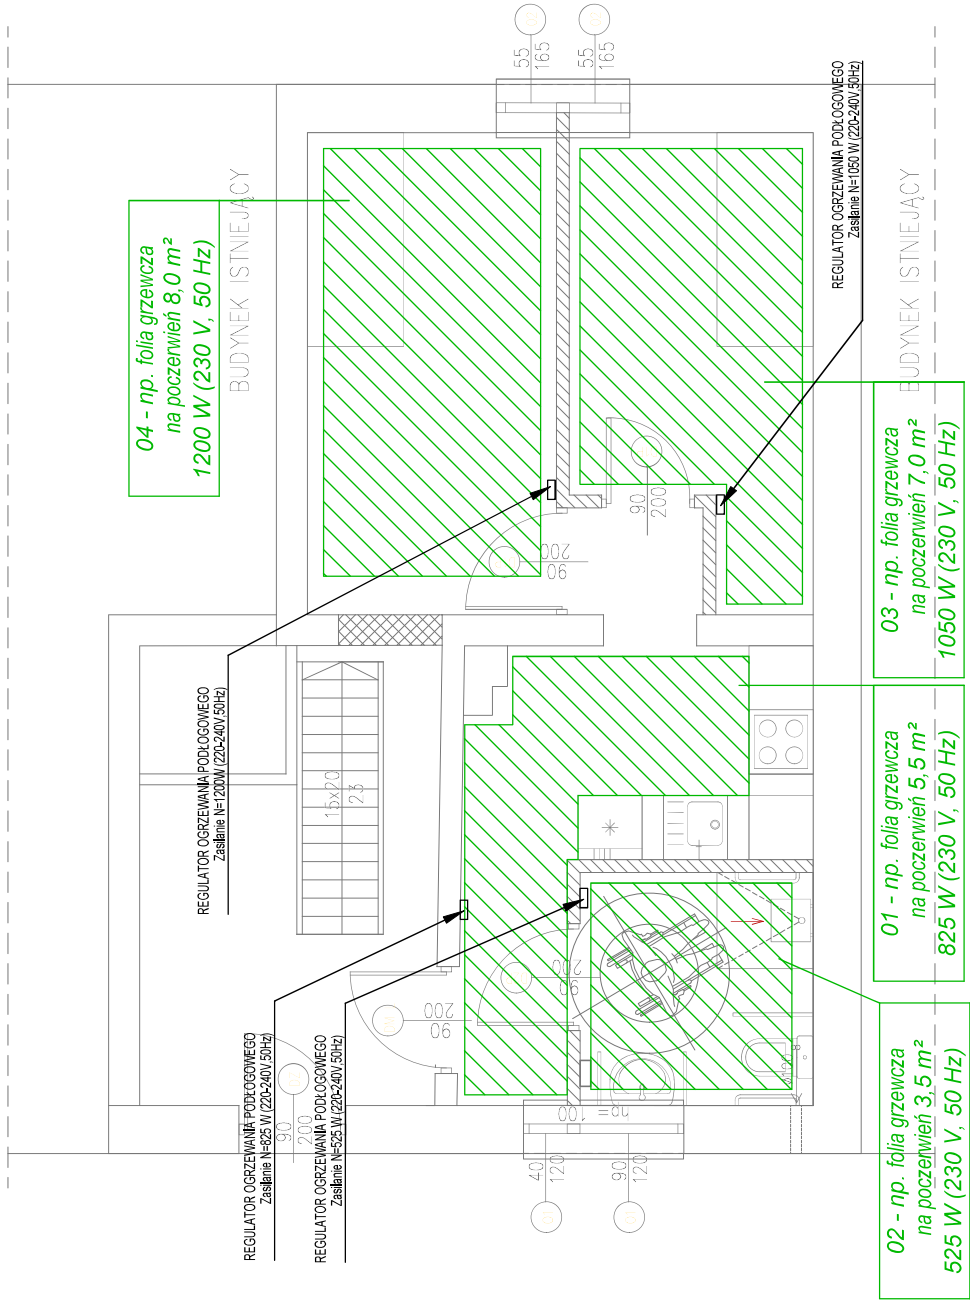 04 - np. folia grzewcza
na poczerwień 8,0 m²
1200 W (230 V, 50 Hz)
BUDYNEK ISTNIEJĄCY
55
165
55
165
REGULATOR OGRZEWANIA PODŁOGOWEGO
Zasilanie N=1050 W (220-240V,50Hz)
BUDYNEK ISTNIEJĄCY
03 - np. folia grzewcza
na poczerwień 7,0 m²
1050 W (230 V, 50 Hz)
90
200
90
200
REGULATOR OGRZEWANIA PODŁOGOWEGO
Zasilanie N=1200W (220-240V,50Hz)
15x20
23
01 - np. folia grzewcza
na poczerwień 5,5 m²
825 W (230 V, 50 Hz)
90
200
90
200
REGULATOR OGRZEWANIA PODŁOGOWEGO
Zasilanie N=825 W (220-240V,50Hz)
90
200
REGULATOR OGRZEWANIA PODŁOGOWEGO
Zasilanie N=525 W (220-240V,50Hz)
40
120
90
120
02 - np. folia grzewcza
na poczerwień 3,5 m²
525 W (230 V, 50 Hz)